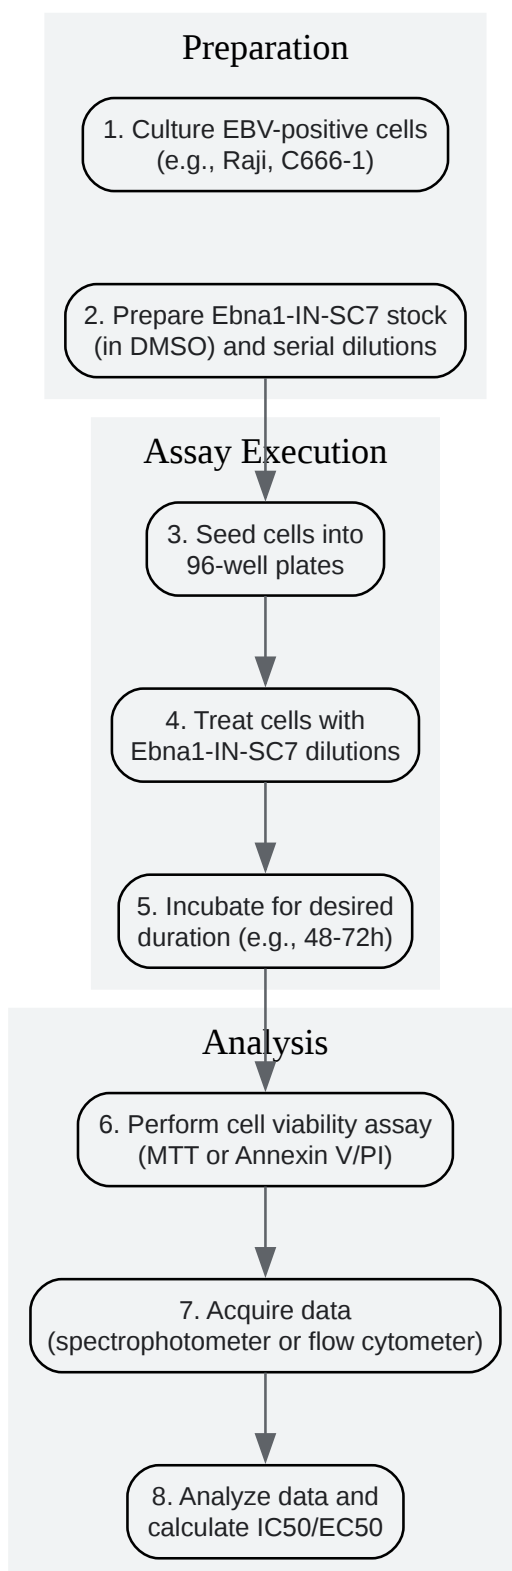 Preparation
1. Culture EBV-positive cells
(e.g., Raji, C666-1)
2. Prepare Ebna1-IN-SC7 stock
(in DMSO) and serial dilutions
Assay Execution
3. Seed cells into
96-well plates
4. Treat cells with
Ebna1-IN-SC7 dilutions
5. Incubate for desired
duration (e.g., 48-72h)
Analysis
6. Perform cell viability assay
(MTT or Annexin V/PI)
7. Acquire data
(spectrophotometer or flow cytometer)
8. Analyze data and
calculate IC50/EC50